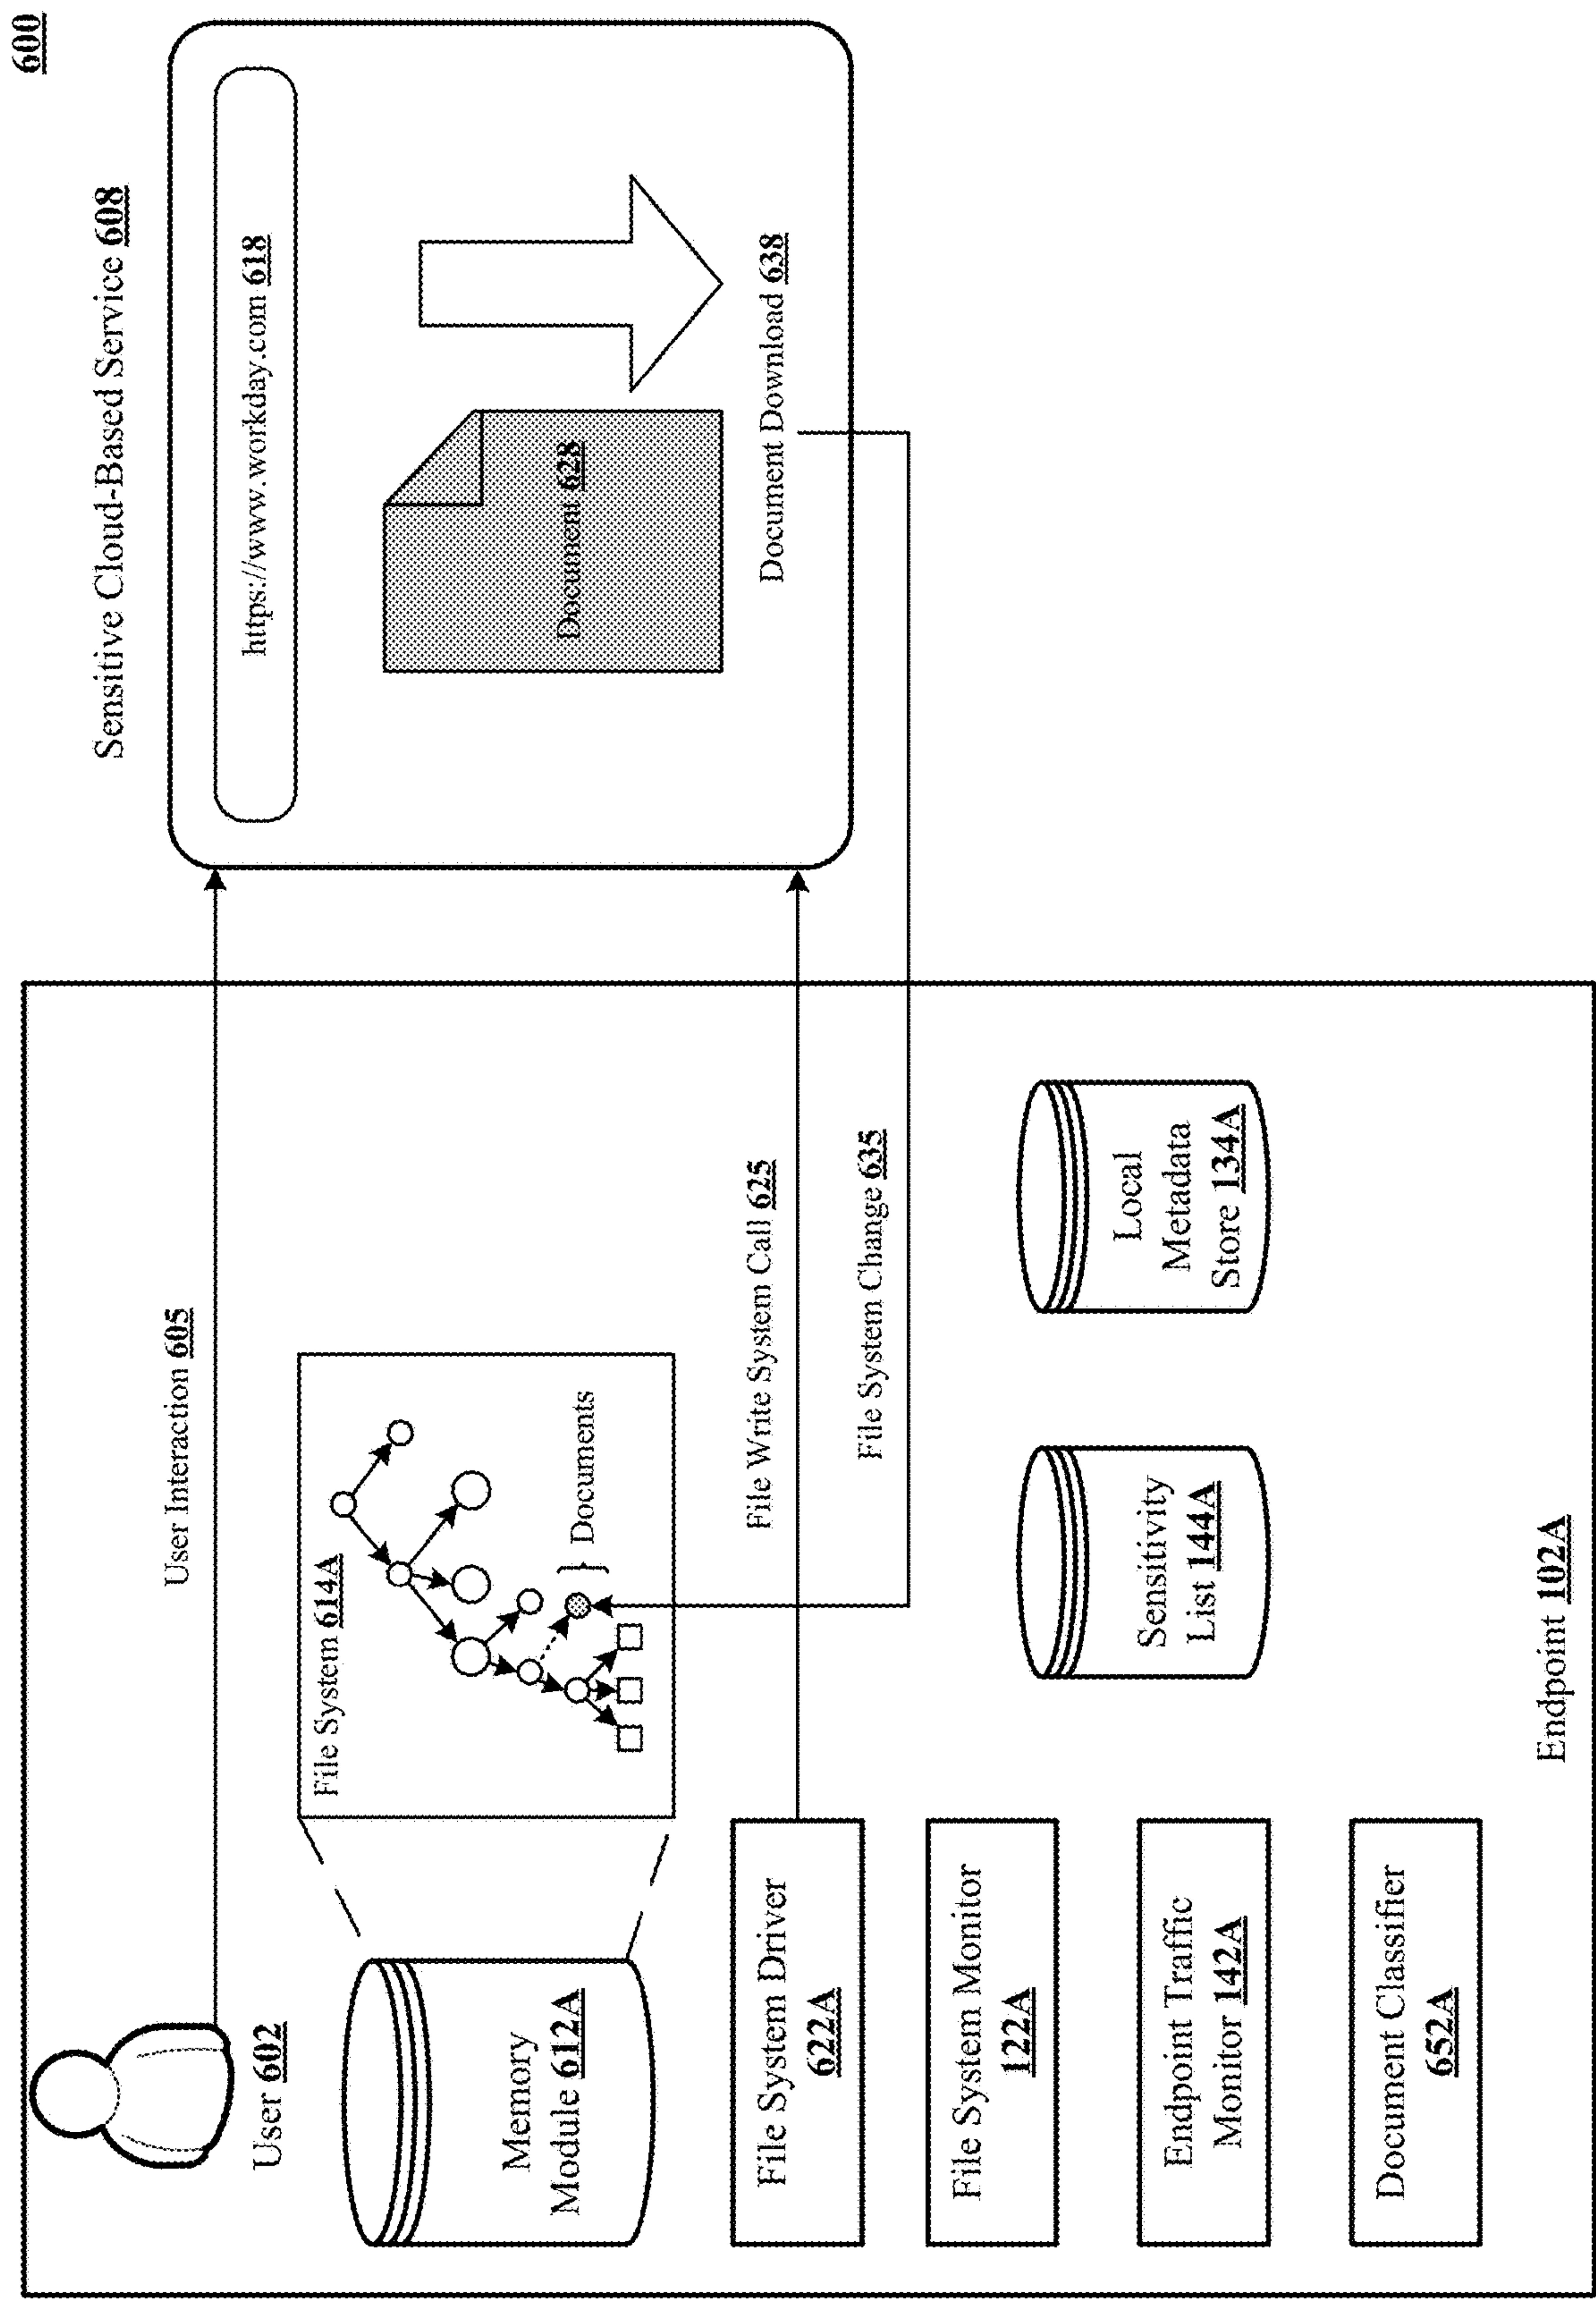 600
Sensitive Cloud-Based Service 608
https://www.workday.com 618
Document 628
Document Download 638
User 602
User Interaction 605
Memory
Module 612A
File System 614A
Documents
File System Driver
622A
File Write System Call 625
File System Change 635
File System Monitor
122A
Endpoint Traffic
Monitor 142A
Document Classifier
652A
Sensitivity
List 144A
Local
Metadata
Store 134A
Endpoint 102A